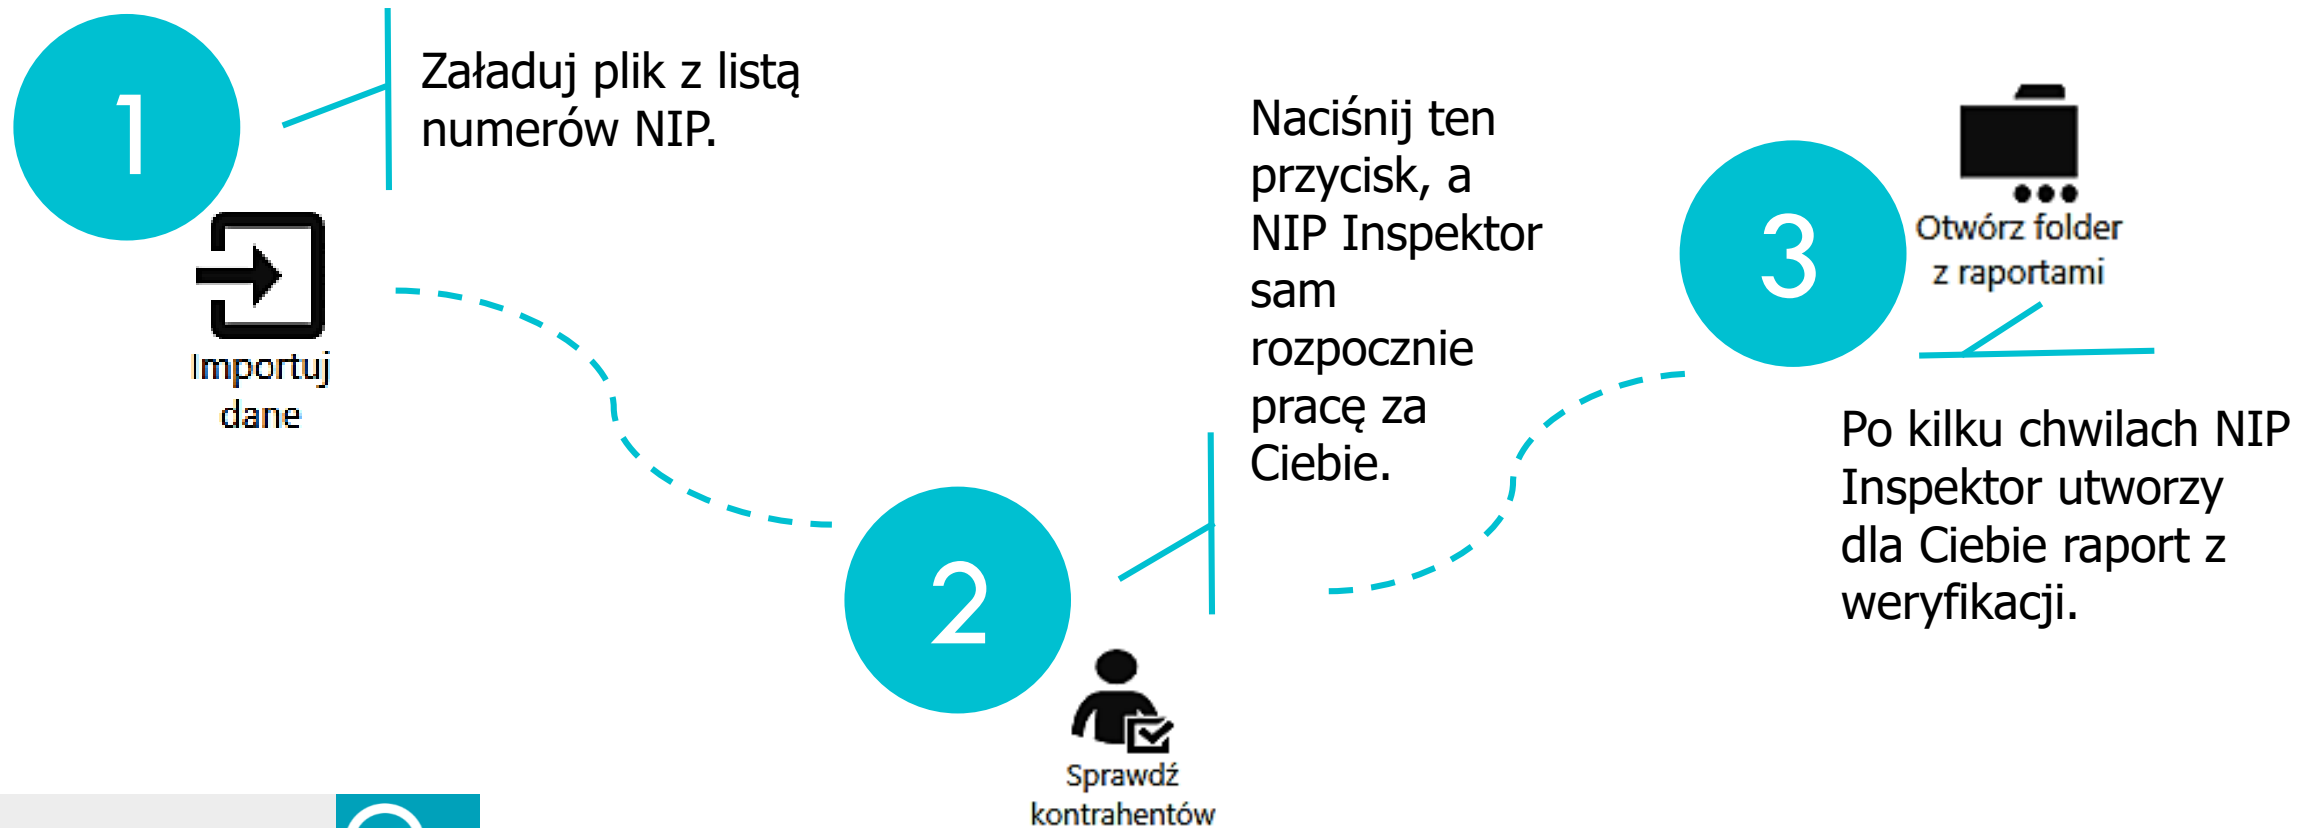 1
Załaduj plik z listą
numerów NIP.
Importuj
dane
2
Naciśnij ten
przycisk, a
NIP Inspektor
sam
rozpocznie
pracę za
Ciebie.
Sprawdź
kontrahentów
3
Otwórz folder
z raportami
Po kilku chwilach NIP
Inspektor utworzy
dla Ciebie raport z
weryfikacji.